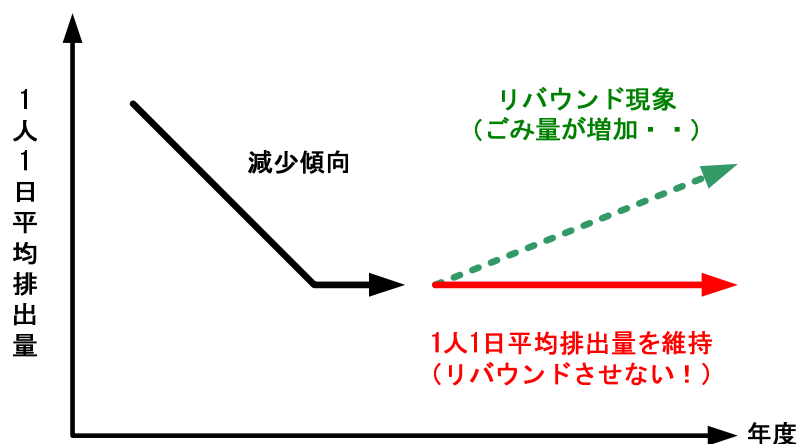 1人1日平均排出量
減少傾向
リバウンド現象
（ごみ量が増加・・）
1人1日平均排出量を維持
（リバウンドさせない！）
年度